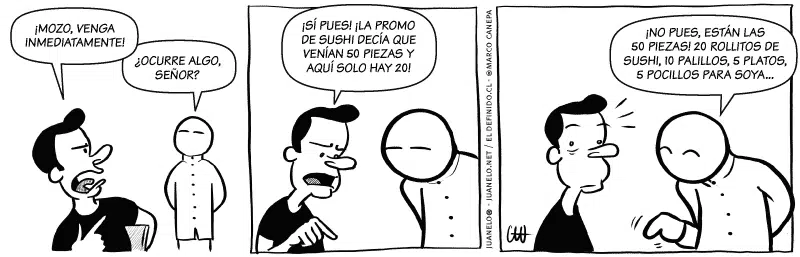 ¡MOZO, VENGA
INMEDIATAMENTE!
¿OCURRE ALGO,
SEÑOR?
¡SÍ PUES! ¡LA PROMO
DE SUSHI DECÍA QUE
VENÍAN 50 PIEZAS Y
AQUÍ SOLO HAY 20!
JUANELO® · JUANELO.NET / EL DEFINIDO.CL · @MARCO CANEPA
¡NO PUES, ESTÁN LAS
50 PIEZAS! 20 ROLLITOS DE
SUSHI, 10 PALILLOS, 5 PLATOS,
5 POCILLOS PARA SOYA...